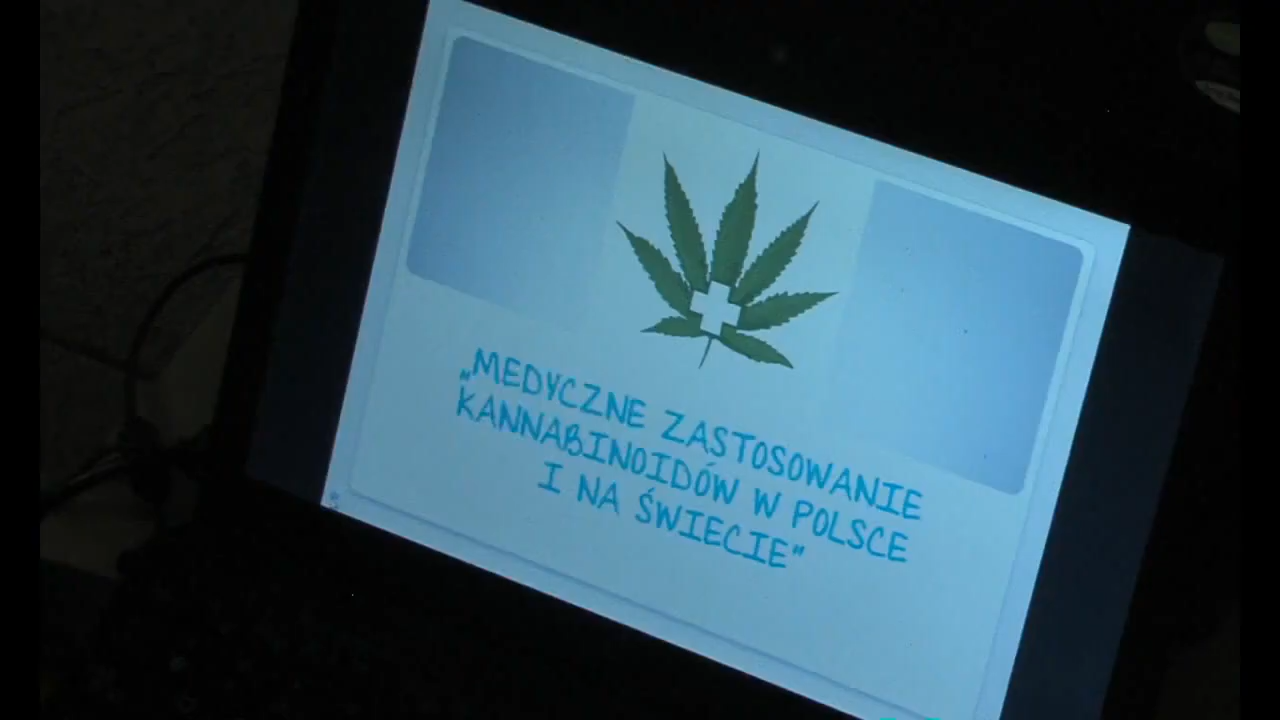 „MEDYCZNE ZASTOSOWANIE
KANNABINOIDÓW W POLSCE
I NA ŚWIECIE”